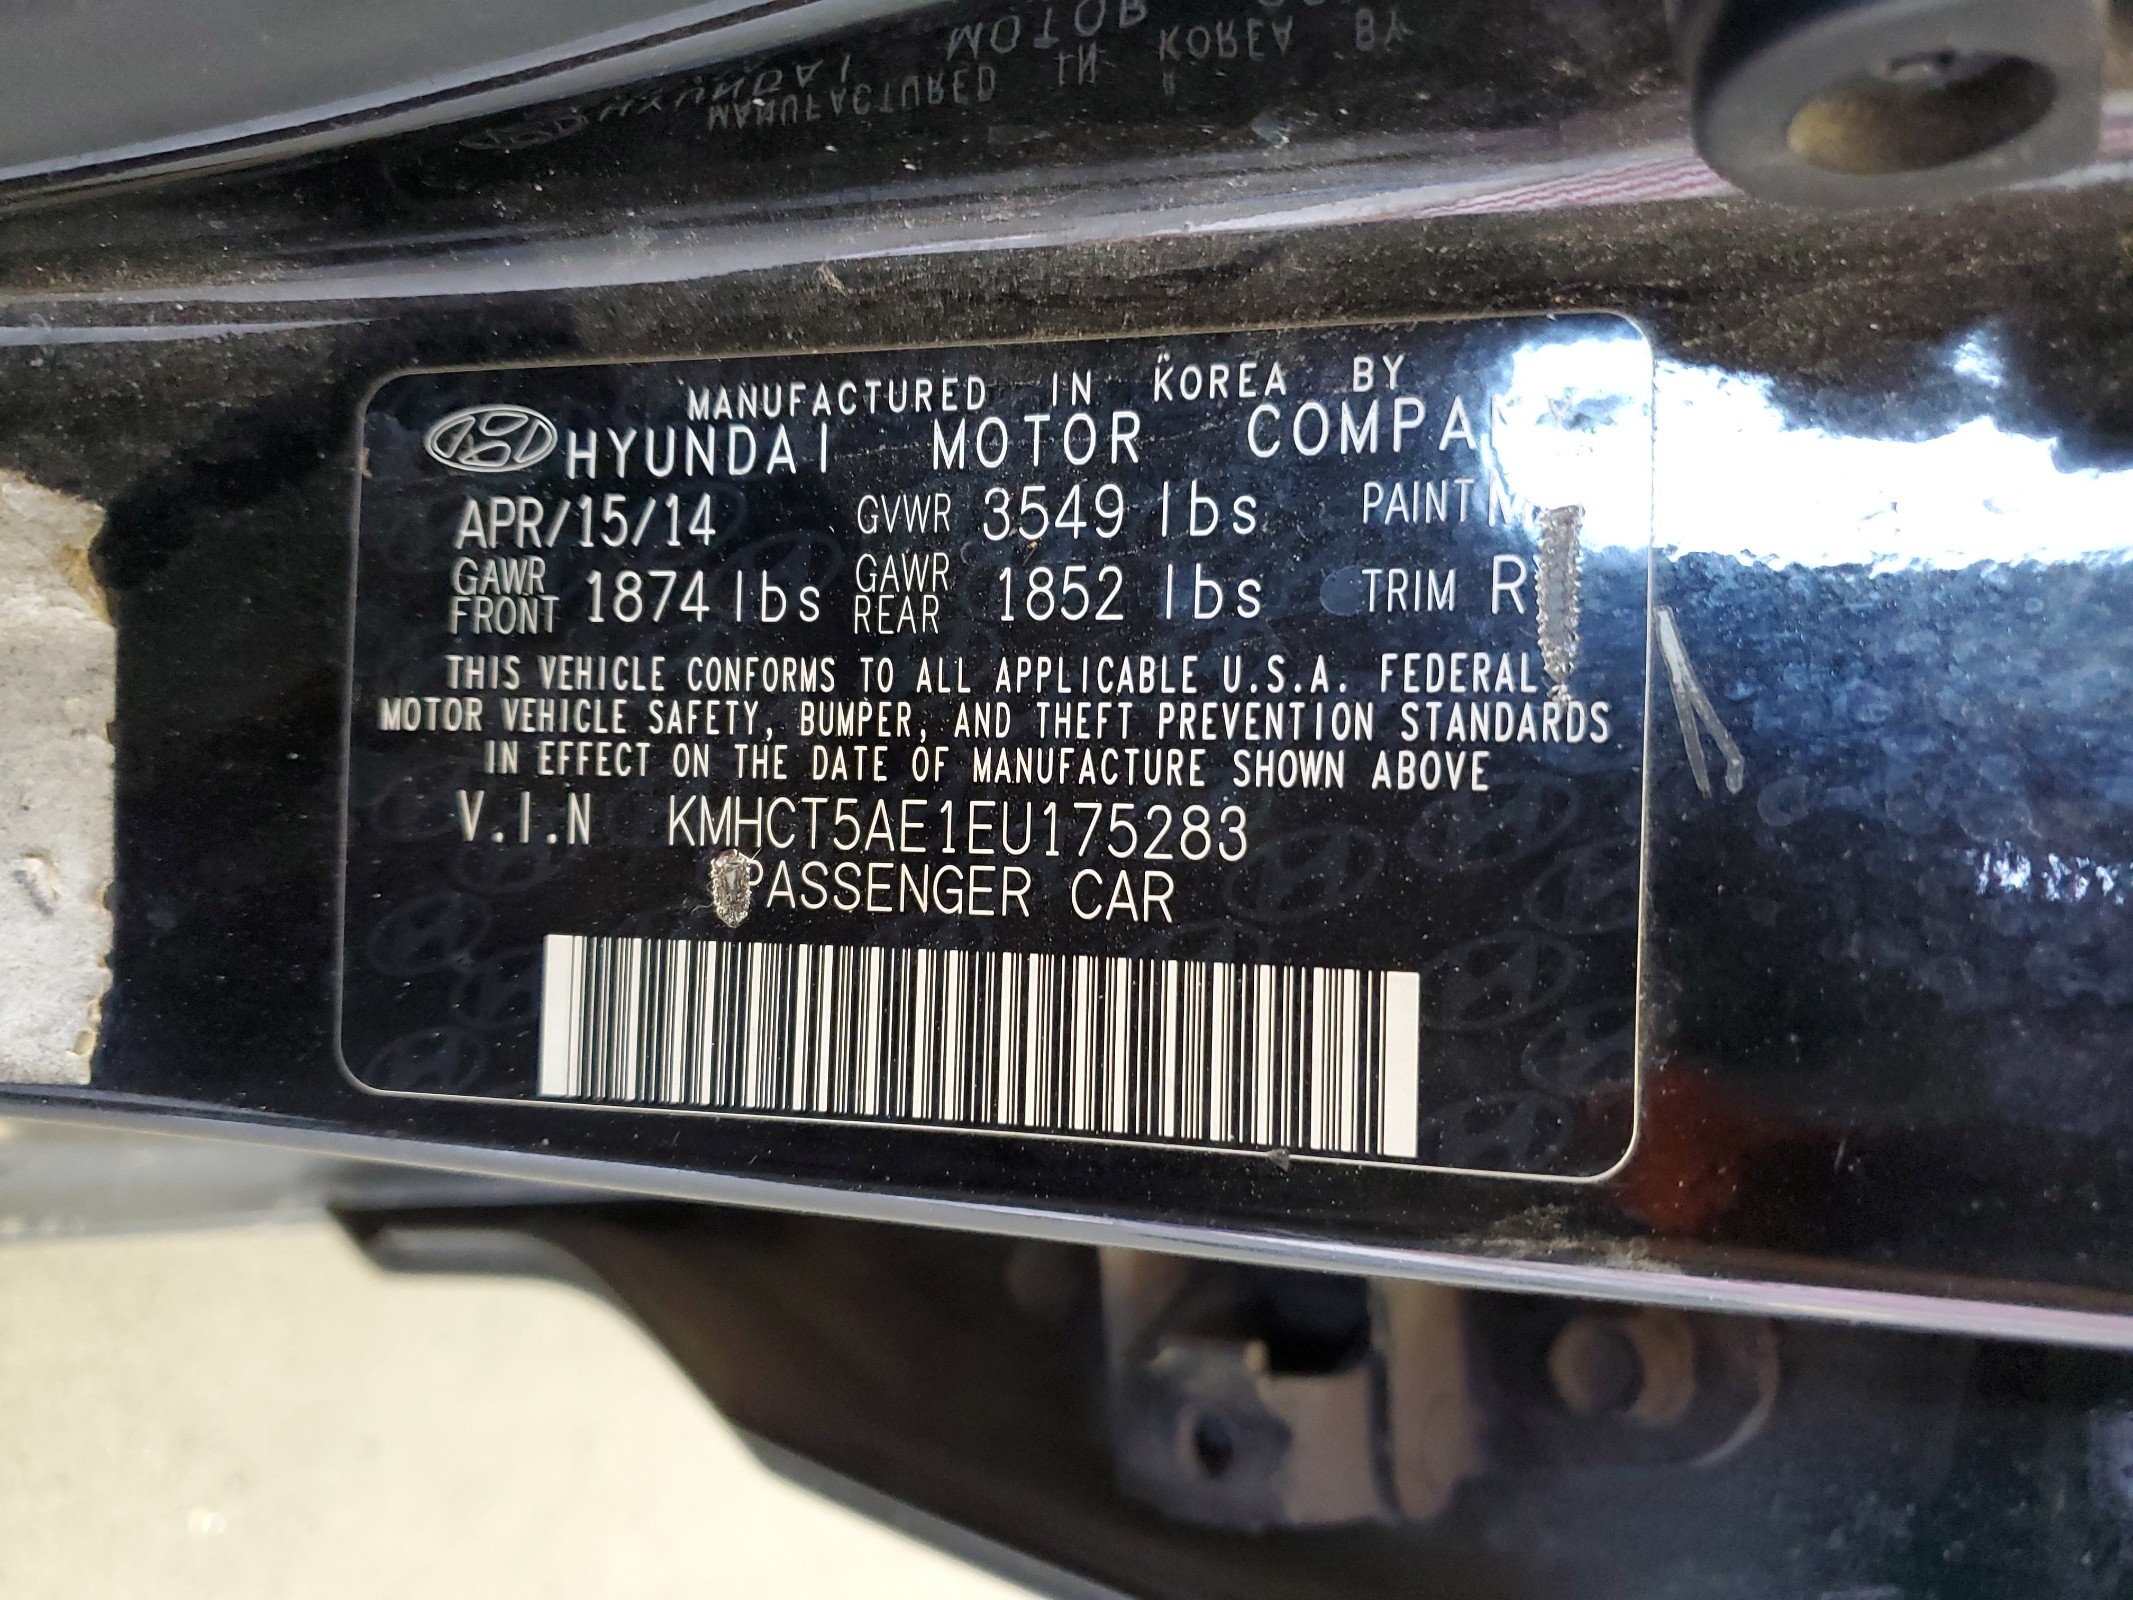 MANUFACTURED IN KOREA BY
HYUNDAI MOTOR COMPANY
APR/15/14 GVWR 3549 lbs PAINT
GAWR FRONT 1874 lbs GAWR REAR 1852 lbs TRIM
THIS VEHICLE CONFORMS TO ALL APPLICABLE U.S.A. FEDERAL
MOTOR VEHICLE SAFETY, BUMPER, AND THEFT PREVENTION STANDARDS
IN EFFECT ON THE DATE OF MANUFACTURE SHOWN ABOVE
V.I.N KMHCT5AE1EU175283
PASSENGER CAR